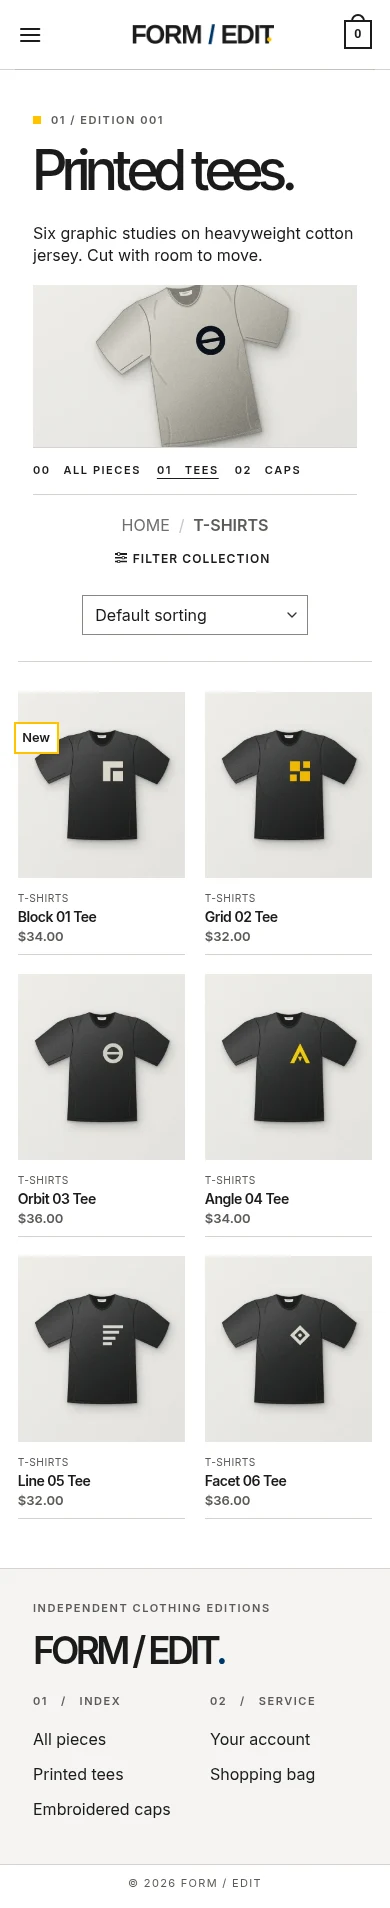 FORM / EDIT.
0
01 / EDITION 001
Printed tees.
Six graphic studies on heavyweight cotton
jersey. Cut with room to move.
00 ALL PIECES 01 TEES 02 CAPS
HOME / T-SHIRTS
FILTER COLLECTION
Default sorting
New
T-SHIRTS
Block 01 Tee
$34.00
T-SHIRTS
Grid 02 Tee
$32.00
T-SHIRTS
Orbit 03 Tee
$36.00
T-SHIRTS
Angle 04 Tee
$34.00
T-SHIRTS
Line 05 Tee
$32.00
T-SHIRTS
Facet 06 Tee
$36.00
INDEPENDENT CLOTHING EDITIONS
FORM / EDIT.
01 / INDEX
All pieces
Printed tees
Embroidered caps
02 / SERVICE
Your account
Shopping bag
© 2026 FORM / EDIT